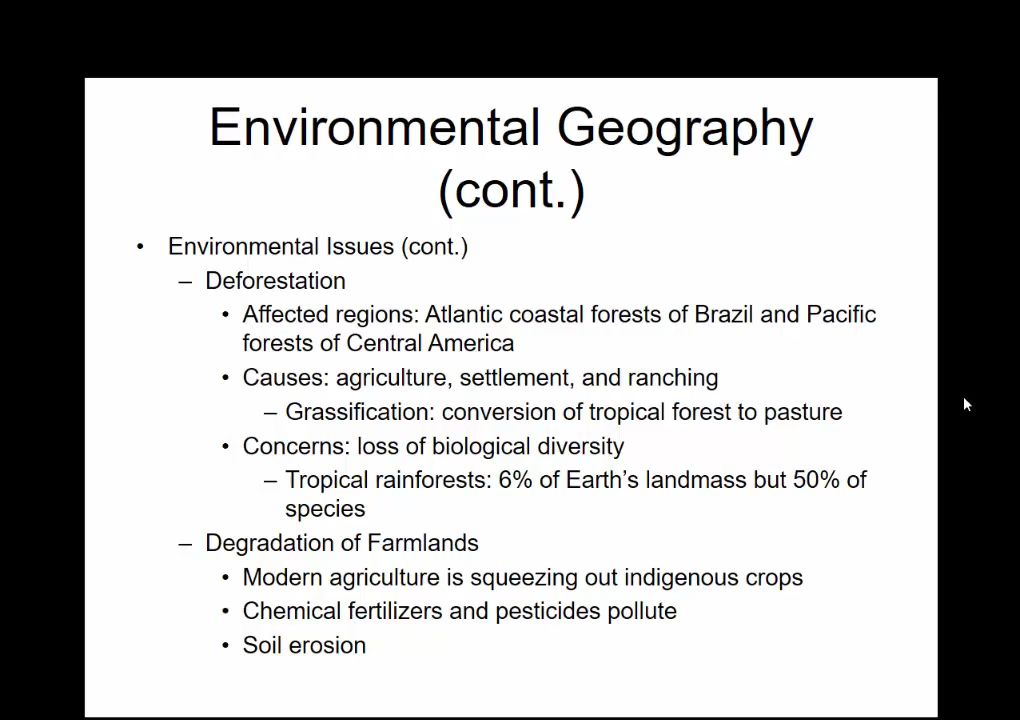 Environmental Geography
(cont.)
• Environmental Issues (cont.)
– Deforestation
• Affected regions: Atlantic coastal forests of Brazil and Pacific
forests of Central America
• Causes: agriculture, settlement, and ranching
– Grassification: conversion of tropical forest to pasture
• Concerns: loss of biological diversity
– Tropical rainforests: 6% of Earth’s landmass but 50% of
species
– Degradation of Farmlands
• Modern agriculture is squeezing out indigenous crops
• Chemical fertilizers and pesticides pollute
• Soil erosion